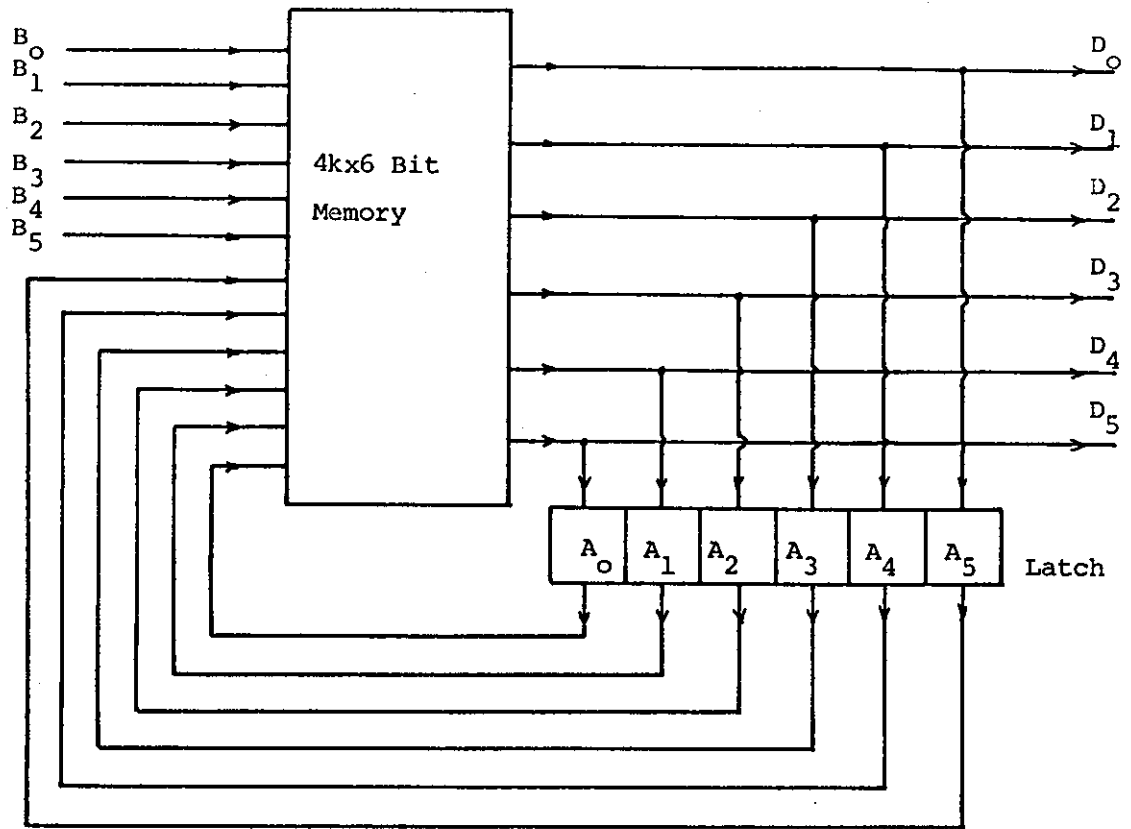 B₀
B₁
B₂
B₃
B₄
B₅
4kx6 Bit
Memory
D₀
D₁
D₂
D₃
D₄
D₅
A₀ A₁ A₂ A₃ A₄ A₅ Latch